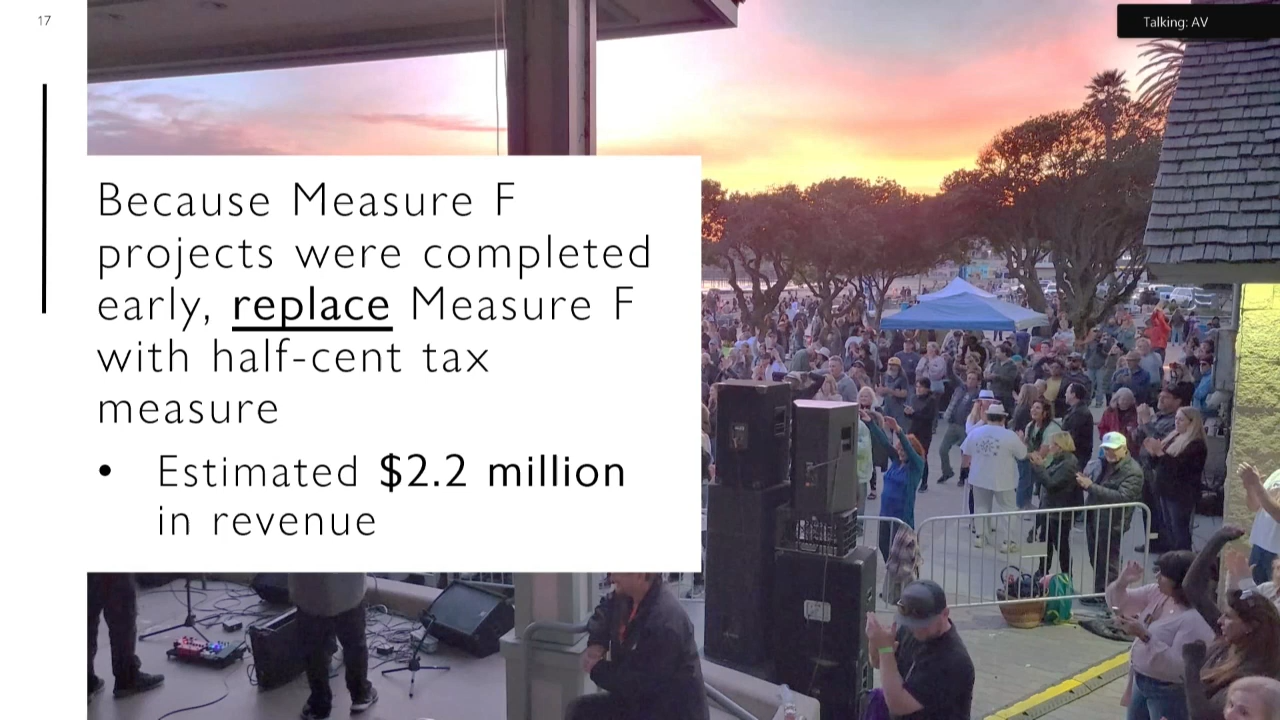 17
Talking: AV
Because Measure F
projects were completed
early, replace Measure F
with half-cent tax
measure
• Estimated $2.2 million
in revenue